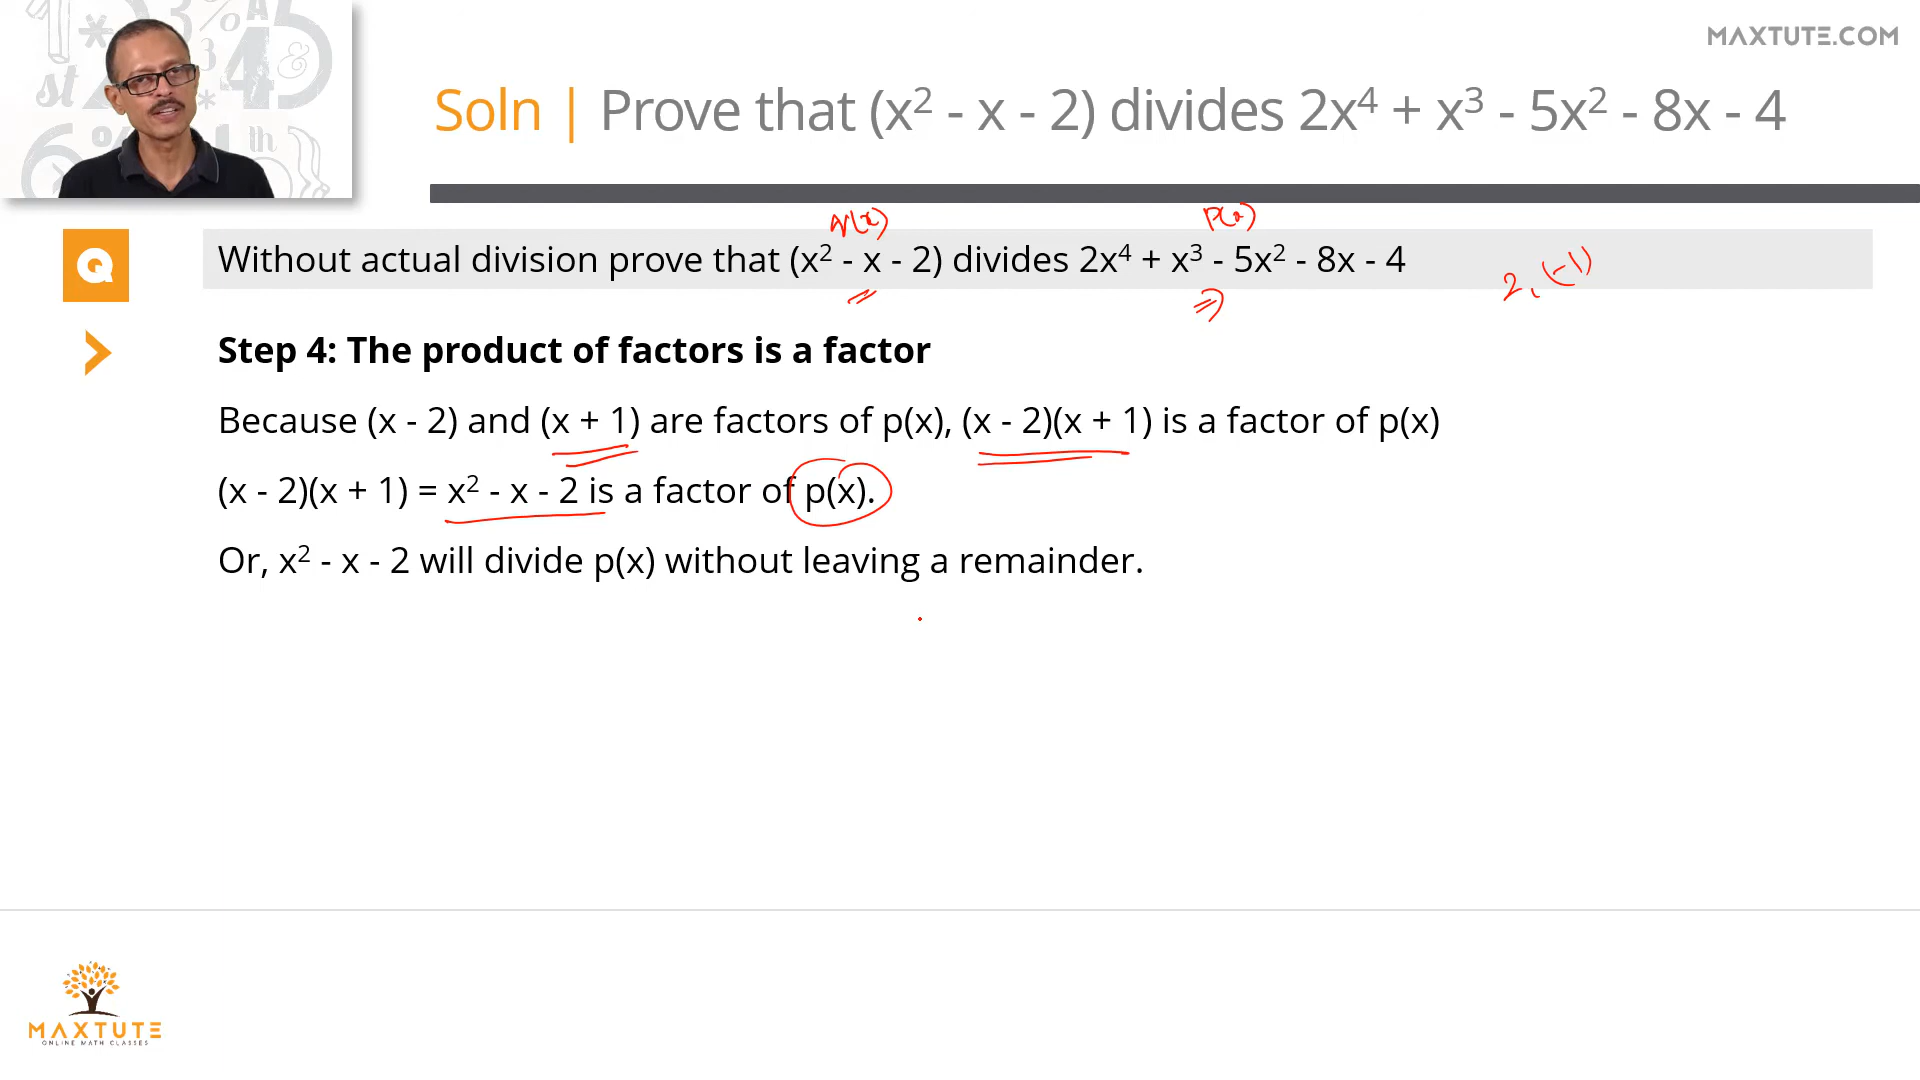 MAXTUTE.COM
Soln | Prove that (x² - x - 2) divides 2x⁴ + x³ - 5x² - 8x - 4
P(x)
Q
Without actual division prove that (x² - x - 2) divides 2x⁴ + x³ - 5x² - 8x - 4
2, (-1)
Step 4: The product of factors is a factor
Because (x - 2) and (x + 1) are factors of p(x), (x - 2)(x + 1) is a factor of p(x)
(x - 2)(x + 1) = x² - x - 2 is a factor of p(x).
Or, x² - x - 2 will divide p(x) without leaving a remainder.
MAXTUTE
ONLINE MATH CLASSES